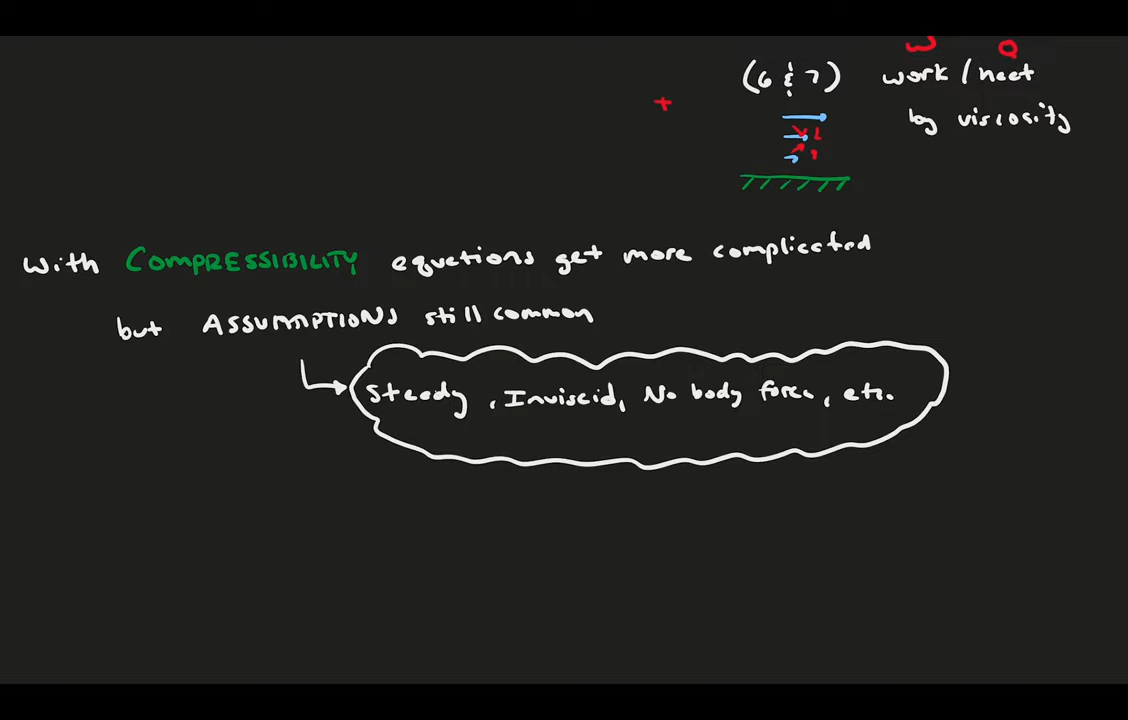 W Q
+ (6 & 7) work / heat
by viscosity
With COMPRESSIBILITY equations get more complicated
but ASSUMPTIONS still common
Steady, Inviscid, No body force, etc.